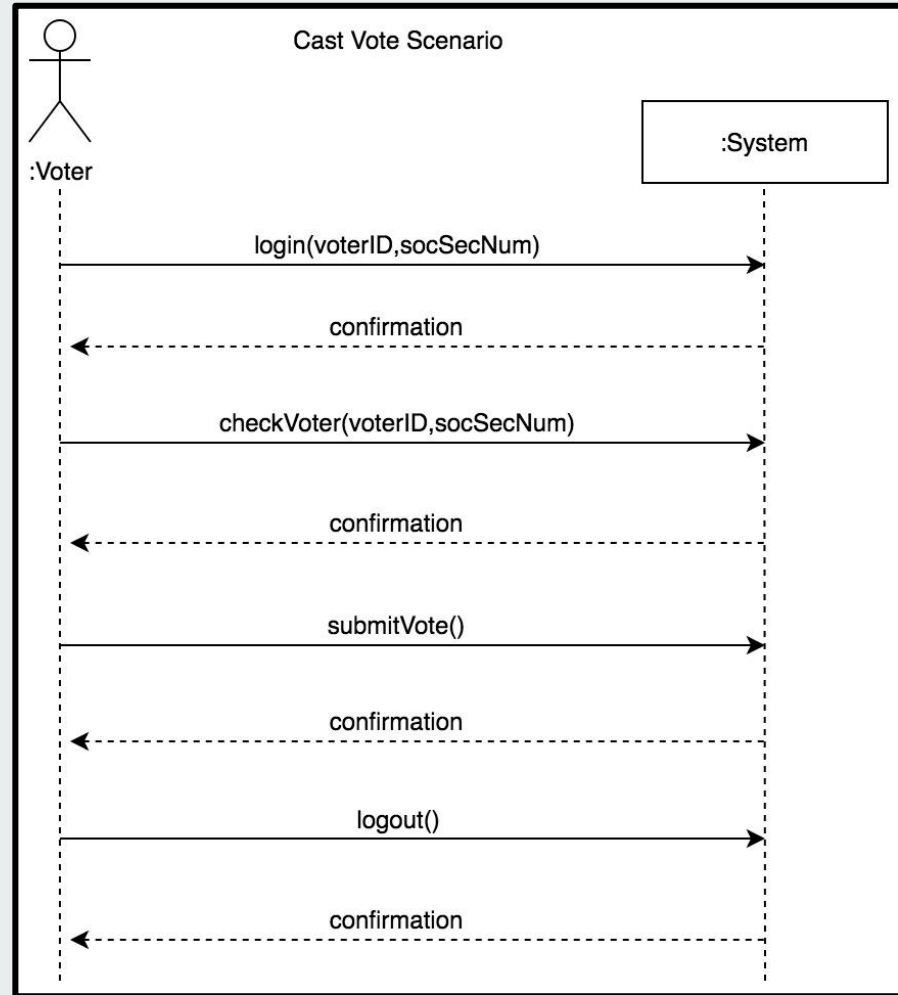 Cast Vote Scenario
:System
:Voter
login(voterID,socSecNum)
confirmation
checkVoter(voterID,socSecNum)
confirmation
submitVote()
confirmation
logout()
confirmation